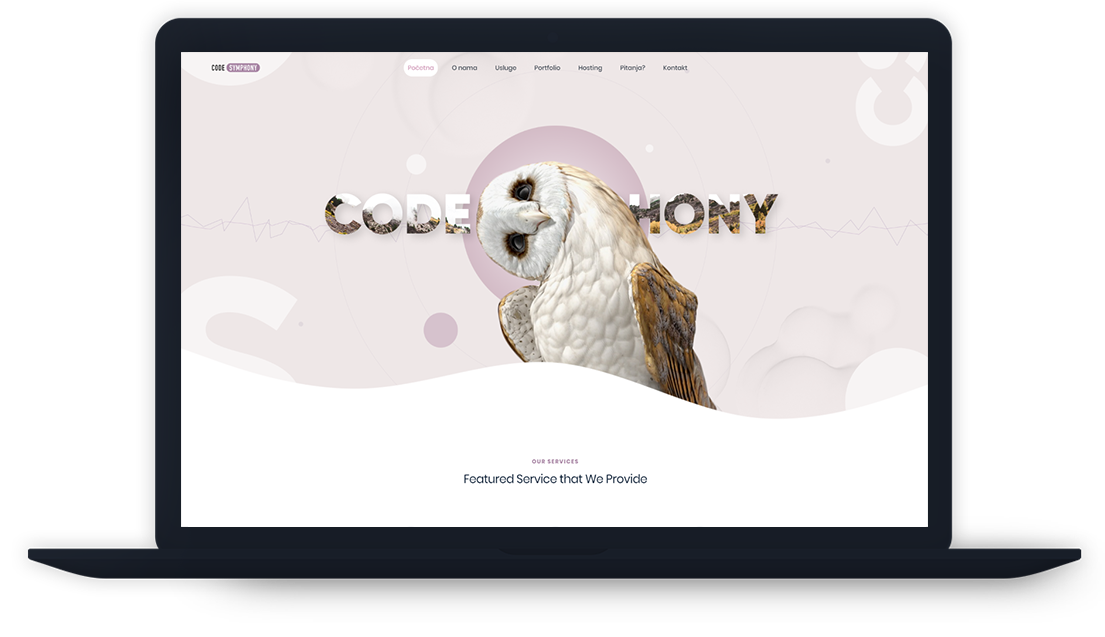 CODE SYMPHONY
Početna O nama Usluge Portfolio Hosting Pitanja? Kontakt
CODE HONY
OUR SERVICES
Featured Service that We Provide